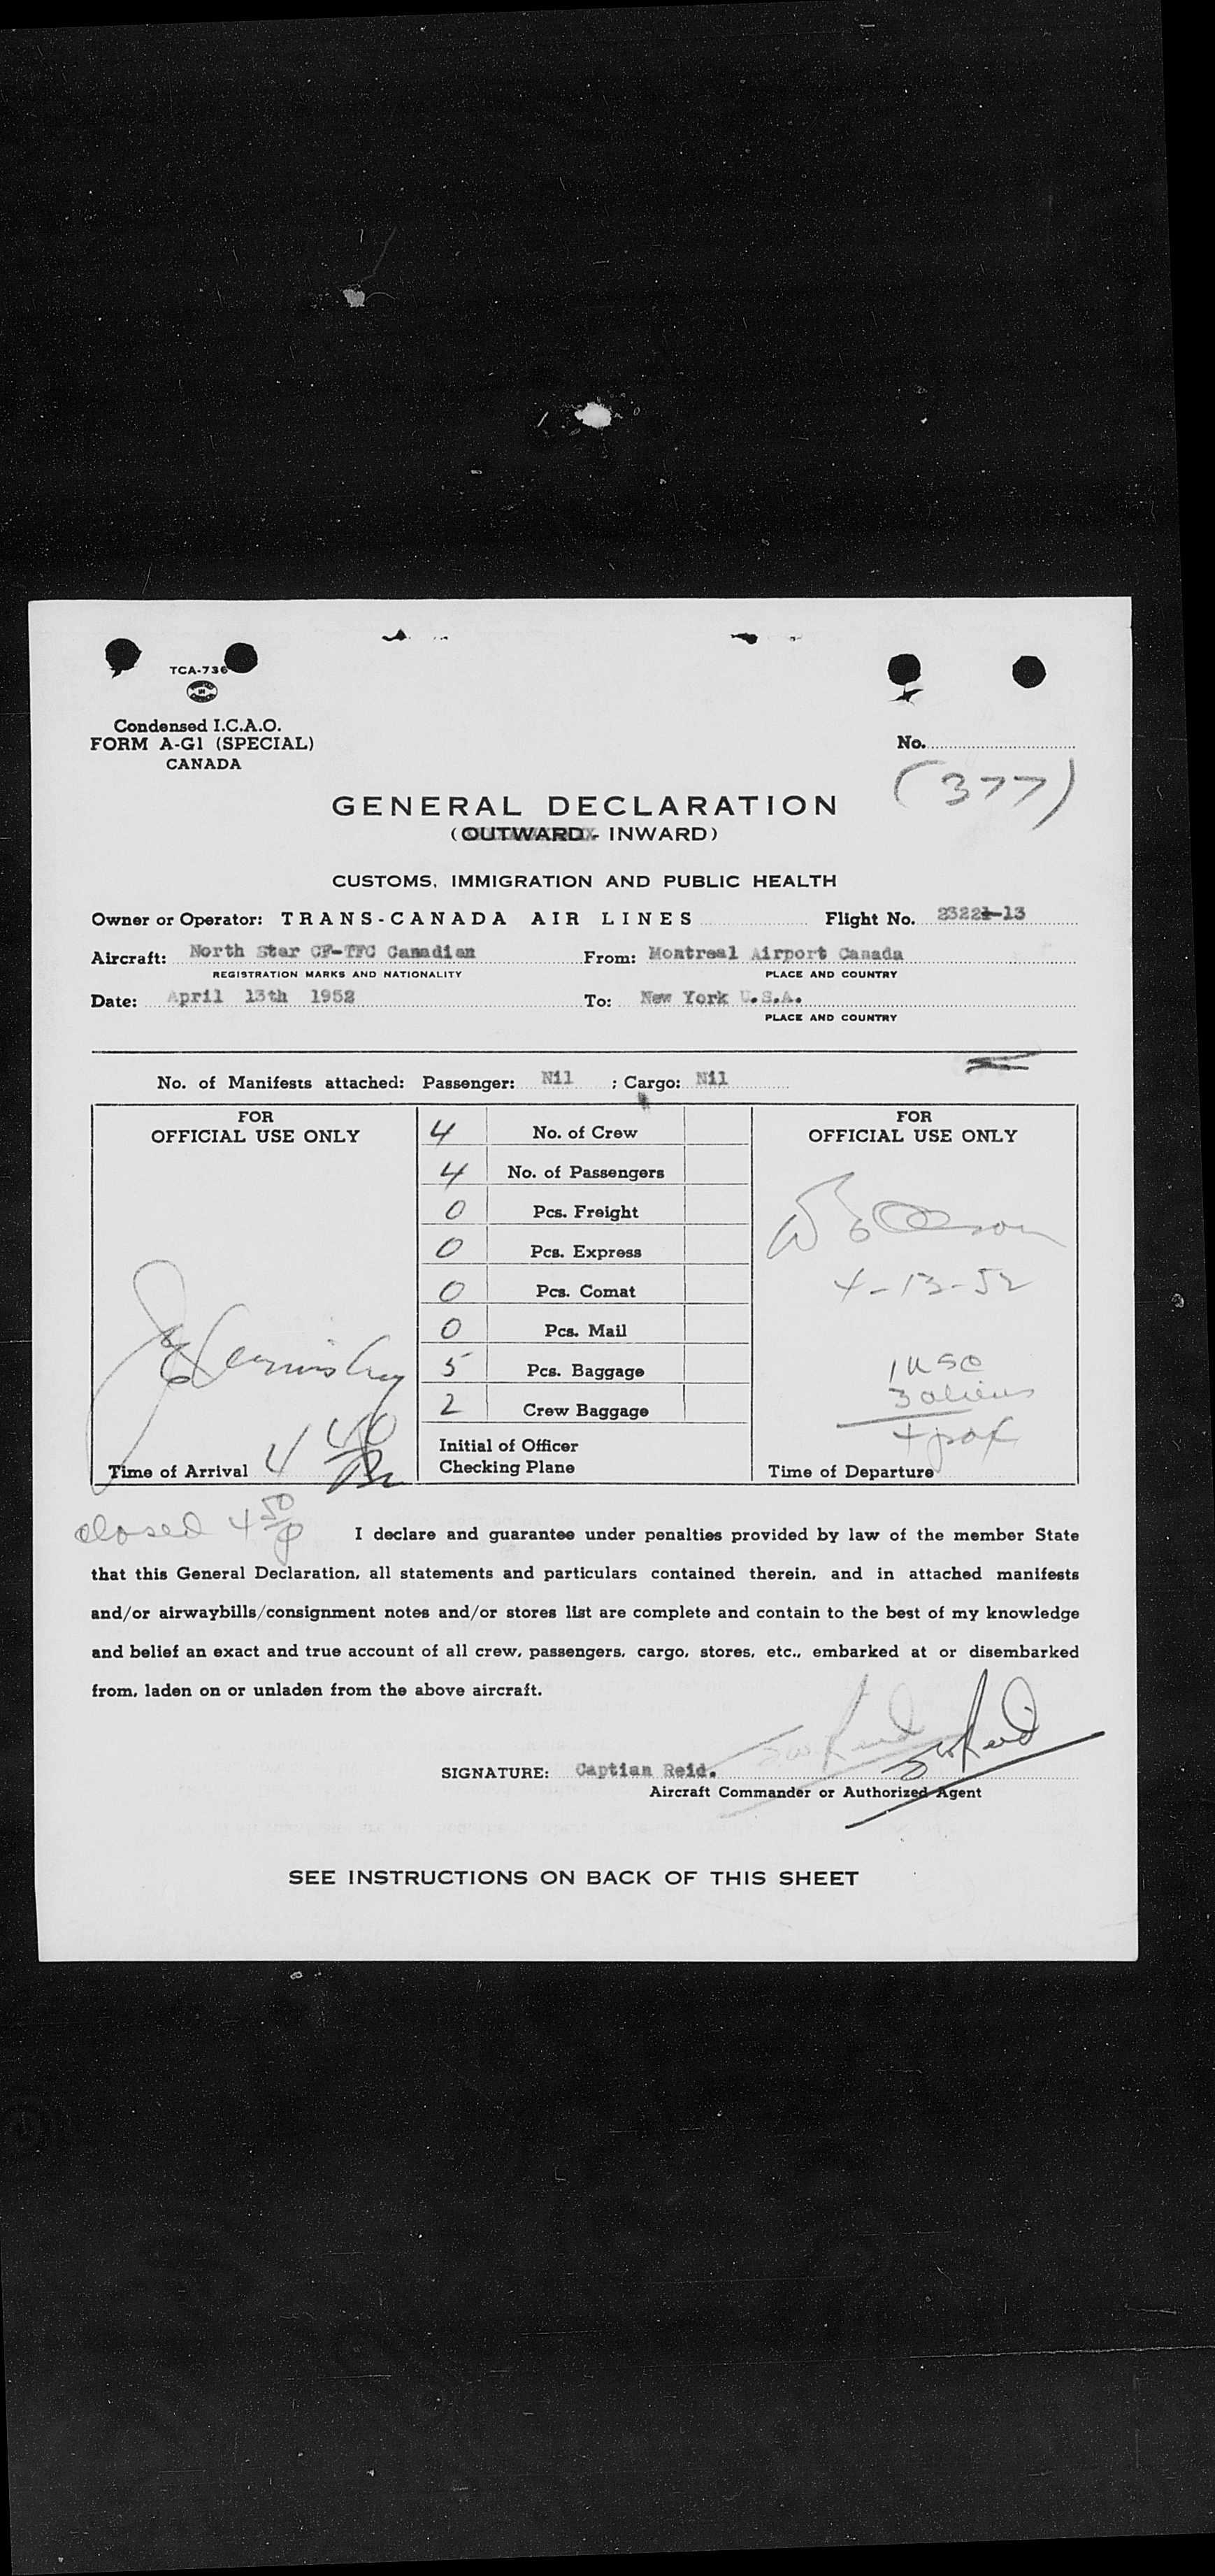 TCA-736
Condensed I.C.A.O.
FORM A-G1 (SPECIAL)
CANADA
No.
(377)
GENERAL DECLARATION
(OUTWARD - INWARD)
CUSTOMS, IMMIGRATION AND PUBLIC HEALTH
Owner or Operator: TRANS-CANADA AIR LINES Flight No. -13
Aircraft: North Star CF-TFC Canadian From: Montreal Airport Canada
REGISTRATION MARKS AND NATIONALITY PLACE AND COUNTRY
Date: April 13th 1952 To: New York U.S.A.
PLACE AND COUNTRY
No. of Manifests attached: Passenger: Nil ; Cargo: Nil
FOR
OFFICIAL USE ONLY
4 No. of Crew
4 No. of Passengers
0 Pcs. Freight
0 Pcs. Express
0 Pcs. Comat
0 Pcs. Mail
5 Pcs. Baggage
2 Crew Baggage
Initial of Officer
Checking Plane
Time of Arrival 4 40
FOR
OFFICIAL USE ONLY
4-13-52
1 USC
3 aliens
4 pax
Time of Departure
closed 4 50
I declare and guarantee under penalties provided by law of the member State
that this General Declaration, all statements and particulars contained therein, and in attached manifests
and/or airwaybills/consignment notes and/or stores list are complete and contain to the best of my knowledge
and belief an exact and true account of all crew, passengers, cargo, stores, etc., embarked at or disembarked
from, laden on or unladen from the above aircraft.
SIGNATURE: Captian Reid.
Aircraft Commander or Authorized Agent
SEE INSTRUCTIONS ON BACK OF THIS SHEET